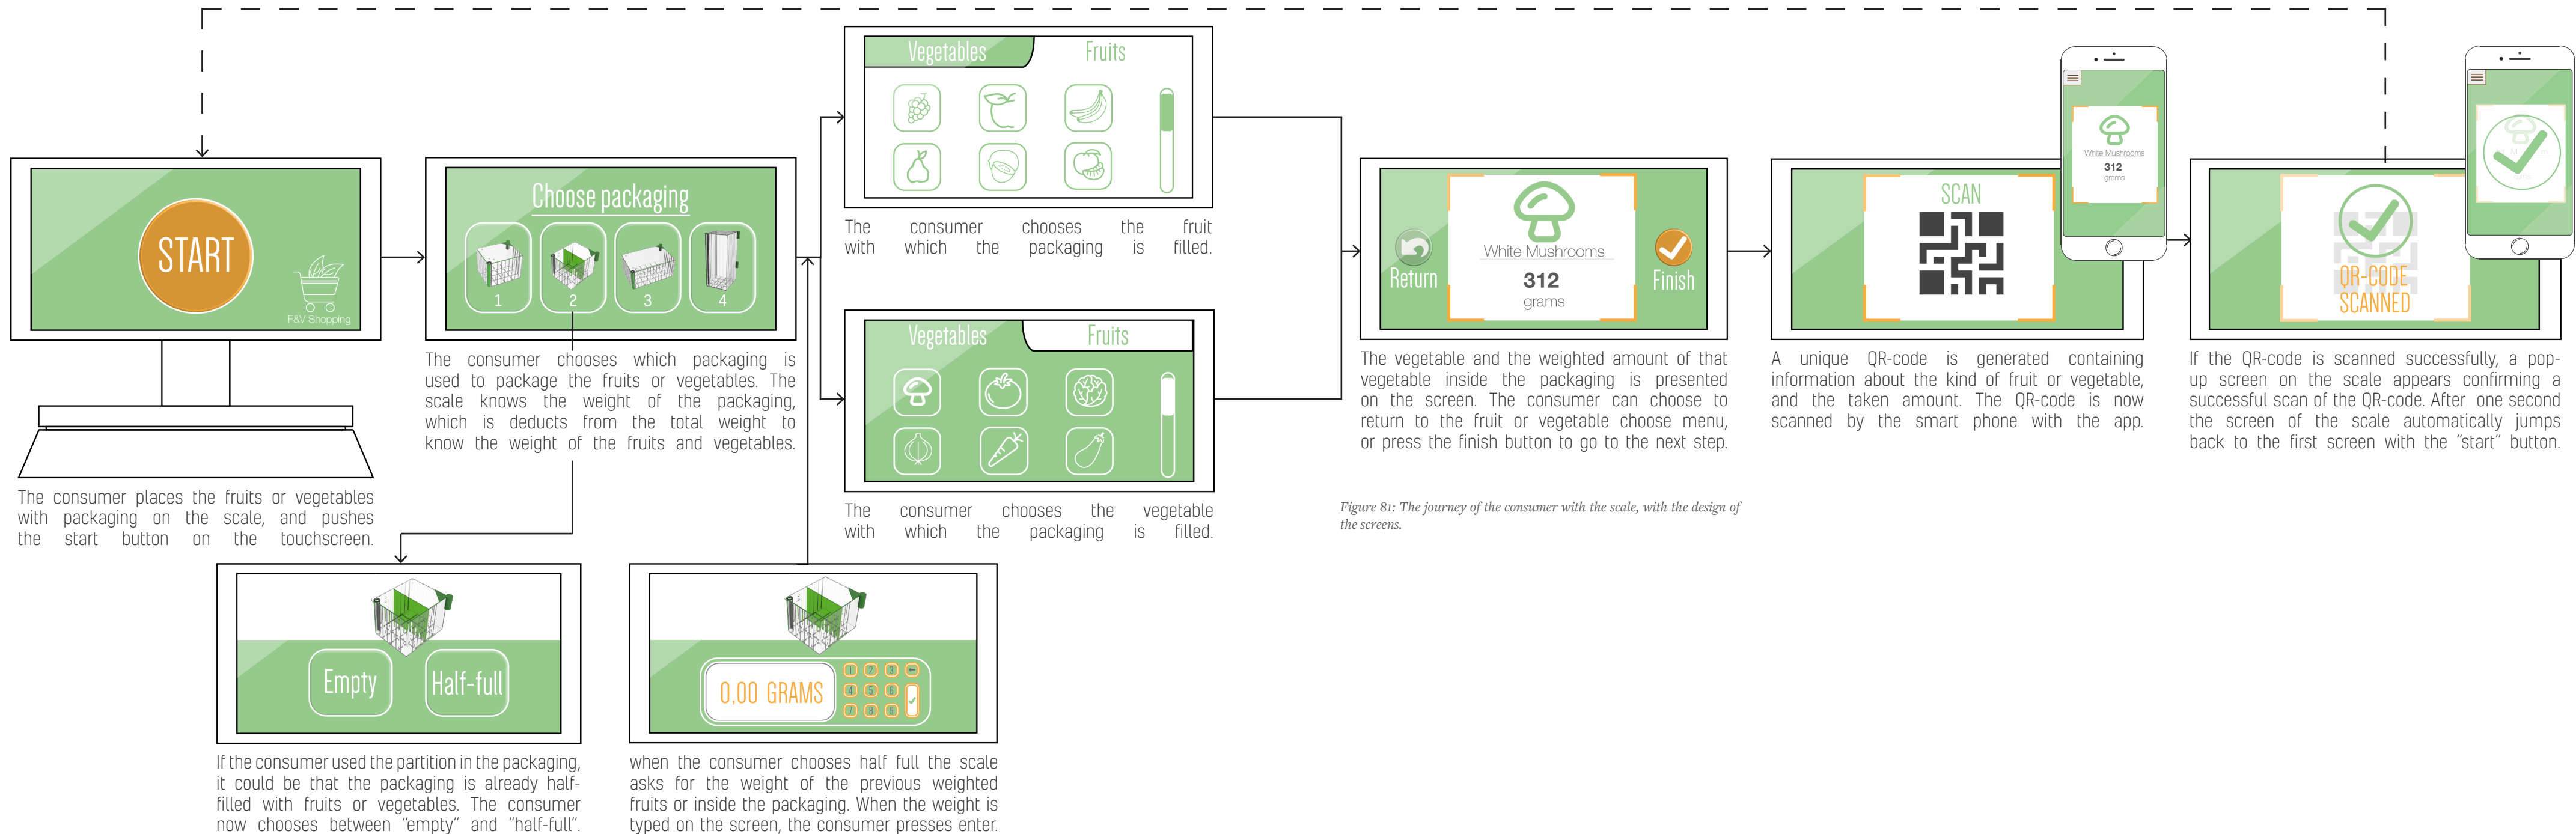 START
F&V Shopping
The consumer places the fruits or vegetables
with packaging on the scale, and pushes
the start button on the touchscreen.
Choose packaging
1
2
3
4
The consumer chooses which packaging is
used to package the fruits or vegetables. The
scale knows the weight of the packaging,
which is deducts from the total weight to
know the weight of the fruits and vegetables.
Empty
Half-full
If the consumer used the partition in the packaging,
it could be that the packaging is already half-
filled with fruits or vegetables. The consumer
now chooses between "empty" and "half-full".
0,00 GRAMS
1 2 3
4 5 6
7 8 9
when the consumer chooses half full the scale
asks for the weight of the previous weighted
fruits or inside the packaging. When the weight is
typed on the screen, the consumer presses enter.
Vegetables
Fruits
The consumer chooses the fruit
with which the packaging is filled.
Vegetables
Fruits
The consumer chooses the vegetable
with which the packaging is filled.
Return
White Mushrooms
312
grams
Finish
The vegetable and the weighted amount of that
vegetable inside the packaging is presented
on the screen. The consumer can choose to
return to the fruit or vegetable choose menu,
or press the finish button to go to the next step.
Figure 81: The journey of the consumer with the scale, with the design of
the screens.
SCAN
White Mushrooms
312
grams
A unique QR-code is generated containing
information about the kind of fruit or vegetable,
and the taken amount. The QR-code is now
scanned by the smart phone with the app.
QR-CODE
SCANNED
If the QR-code is scanned successfully, a pop-
up screen on the scale appears confirming a
successful scan of the QR-code. After one second
the screen of the scale automatically jumps
back to the first screen with the "start" button.